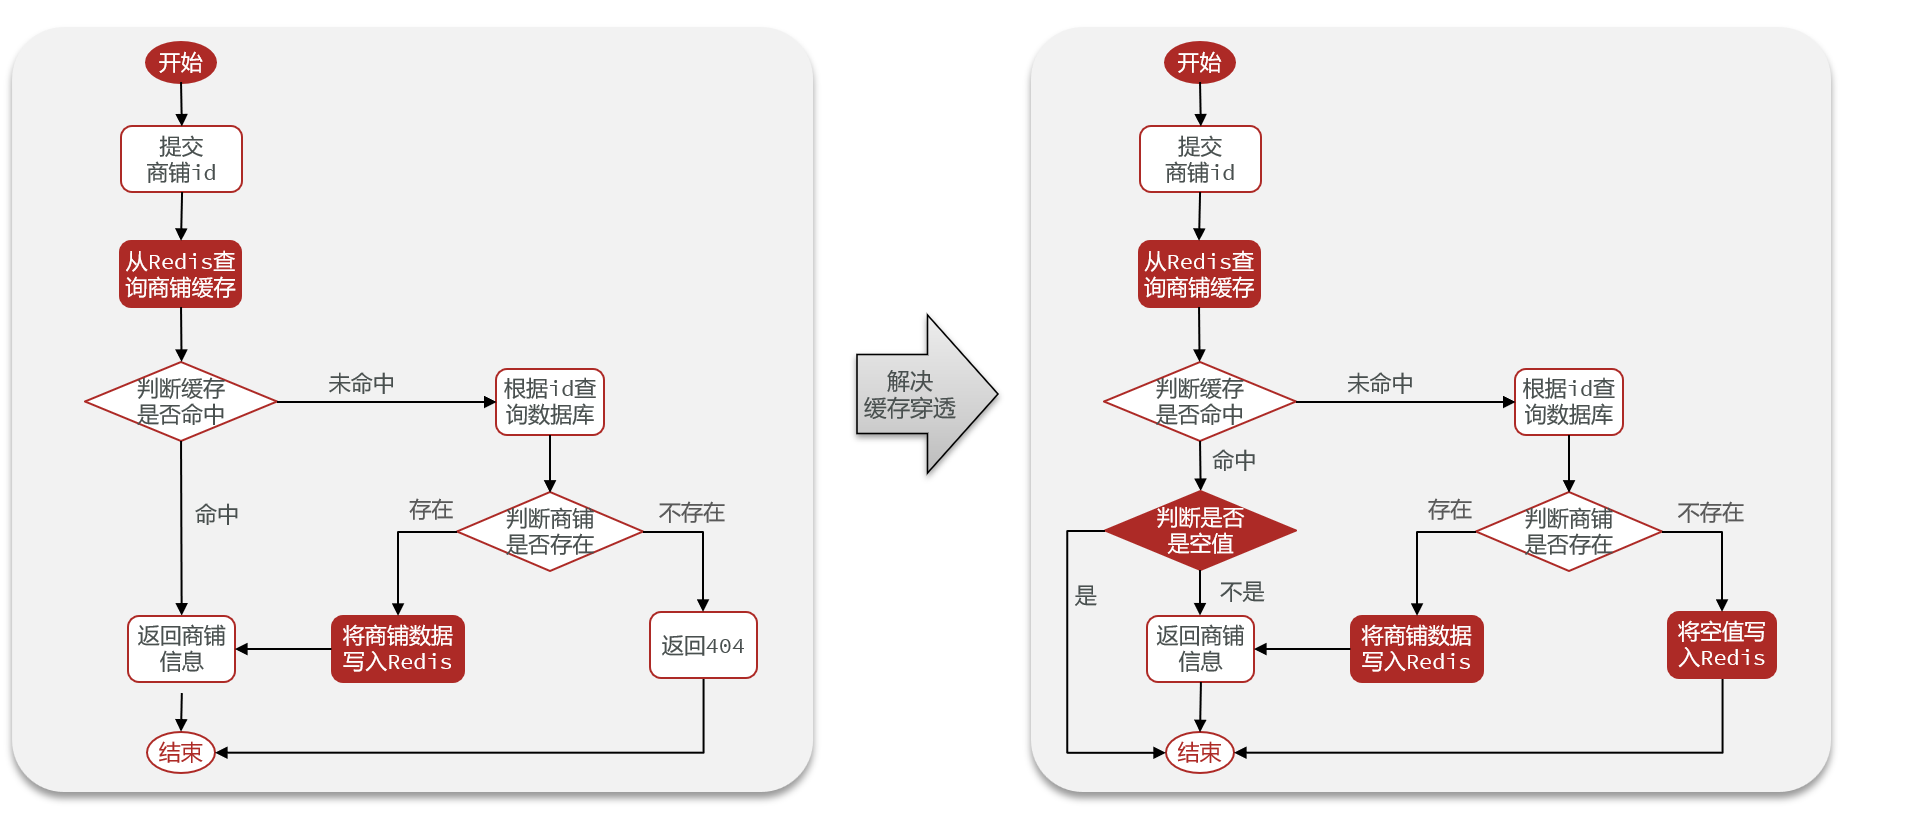 开始
提交
商铺id
从Redis查
询商铺缓存
判断缓存
是否命中
未命中
根据id查
询数据库
命中
存在
判断商铺
是否存在
不存在
返回商铺
信息
将商铺数据
写入Redis
返回404
结束
解决
缓存穿透
开始
提交
商铺id
从Redis查
询商铺缓存
判断缓存
是否命中
未命中
根据id查
询数据库
命中
判断是否
是空值
存在
判断商铺
是否存在
不存在
是
不是
返回商铺
信息
将商铺数据
写入Redis
将空值写
入Redis
结束